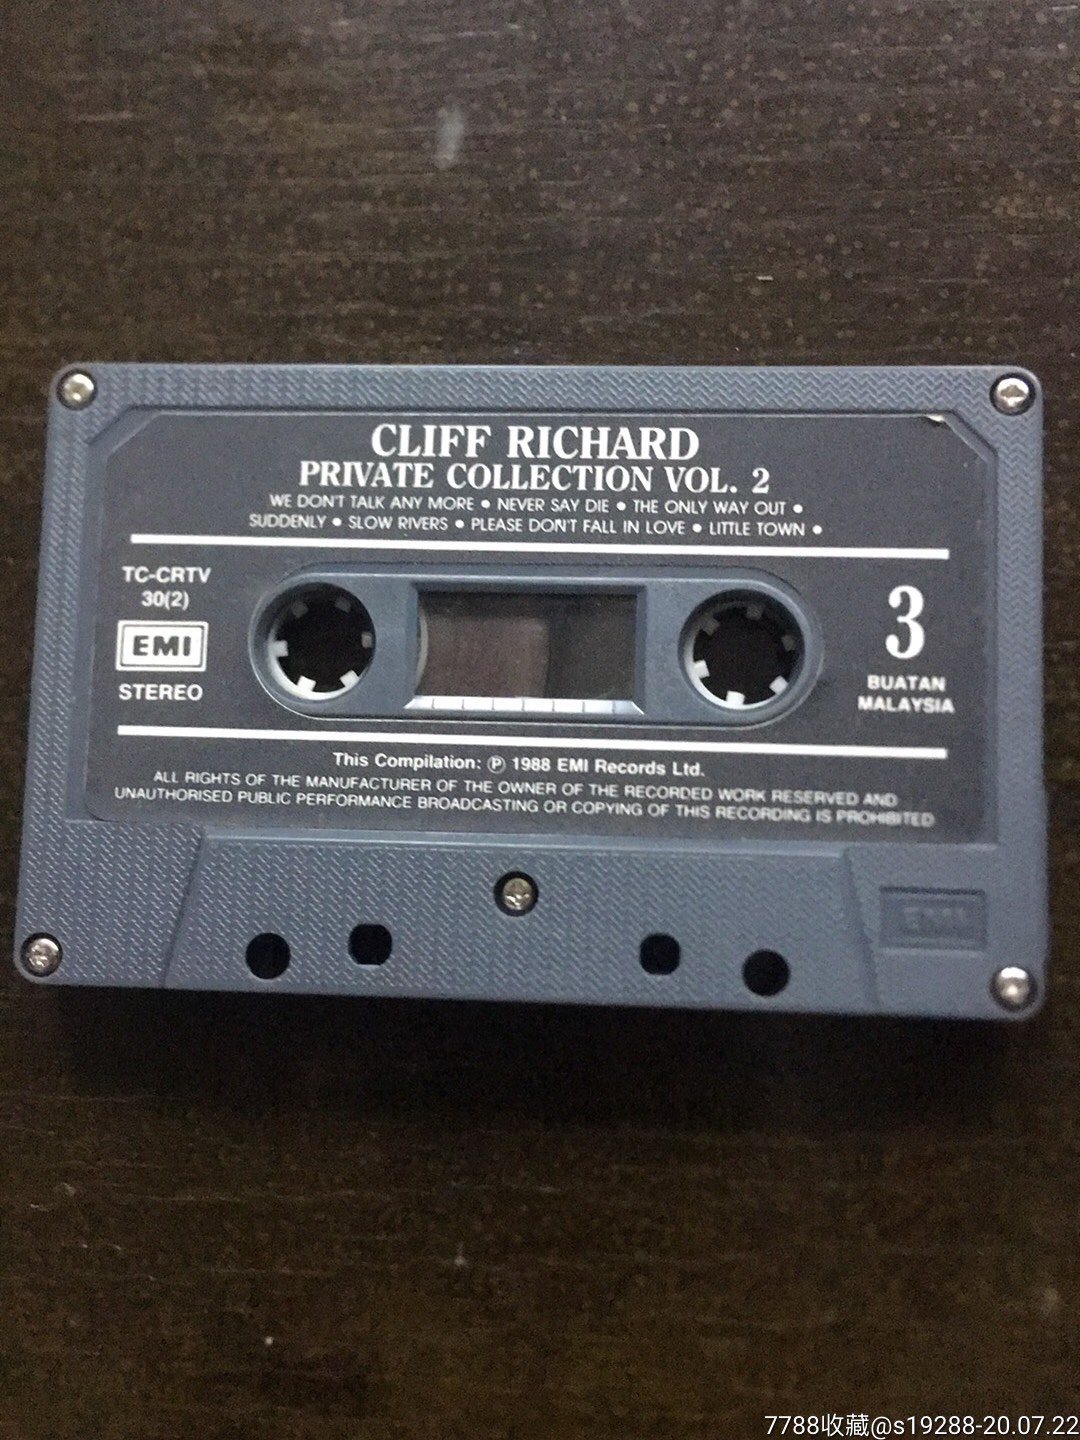 CLIFF RICHARD
PRIVATE COLLECTION VOL. 2
WE DON'T TALK ANY MORE ● NEVER SAY DIE ● THE ONLY WAY OUT ●
SUDDENLY ● SLOW RIVERS ● PLEASE DON'T FALL IN LOVE ● LITTLE TOWN ●
TC-CRTV
30(2)
EMI
STEREO
3
BUATAN
MALAYSIA
This Compilation: ℗ 1988 EMI Records Ltd.
ALL RIGHTS OF THE MANUFACTURER OF THE OWNER OF THE RECORDED WORK RESERVED AND
UNAUTHORISED PUBLIC PERFORMANCE BROADCASTING OR COPYING OF THIS RECORDING IS PROHIBITED
EMI
7788收藏@s19288-20.07.22